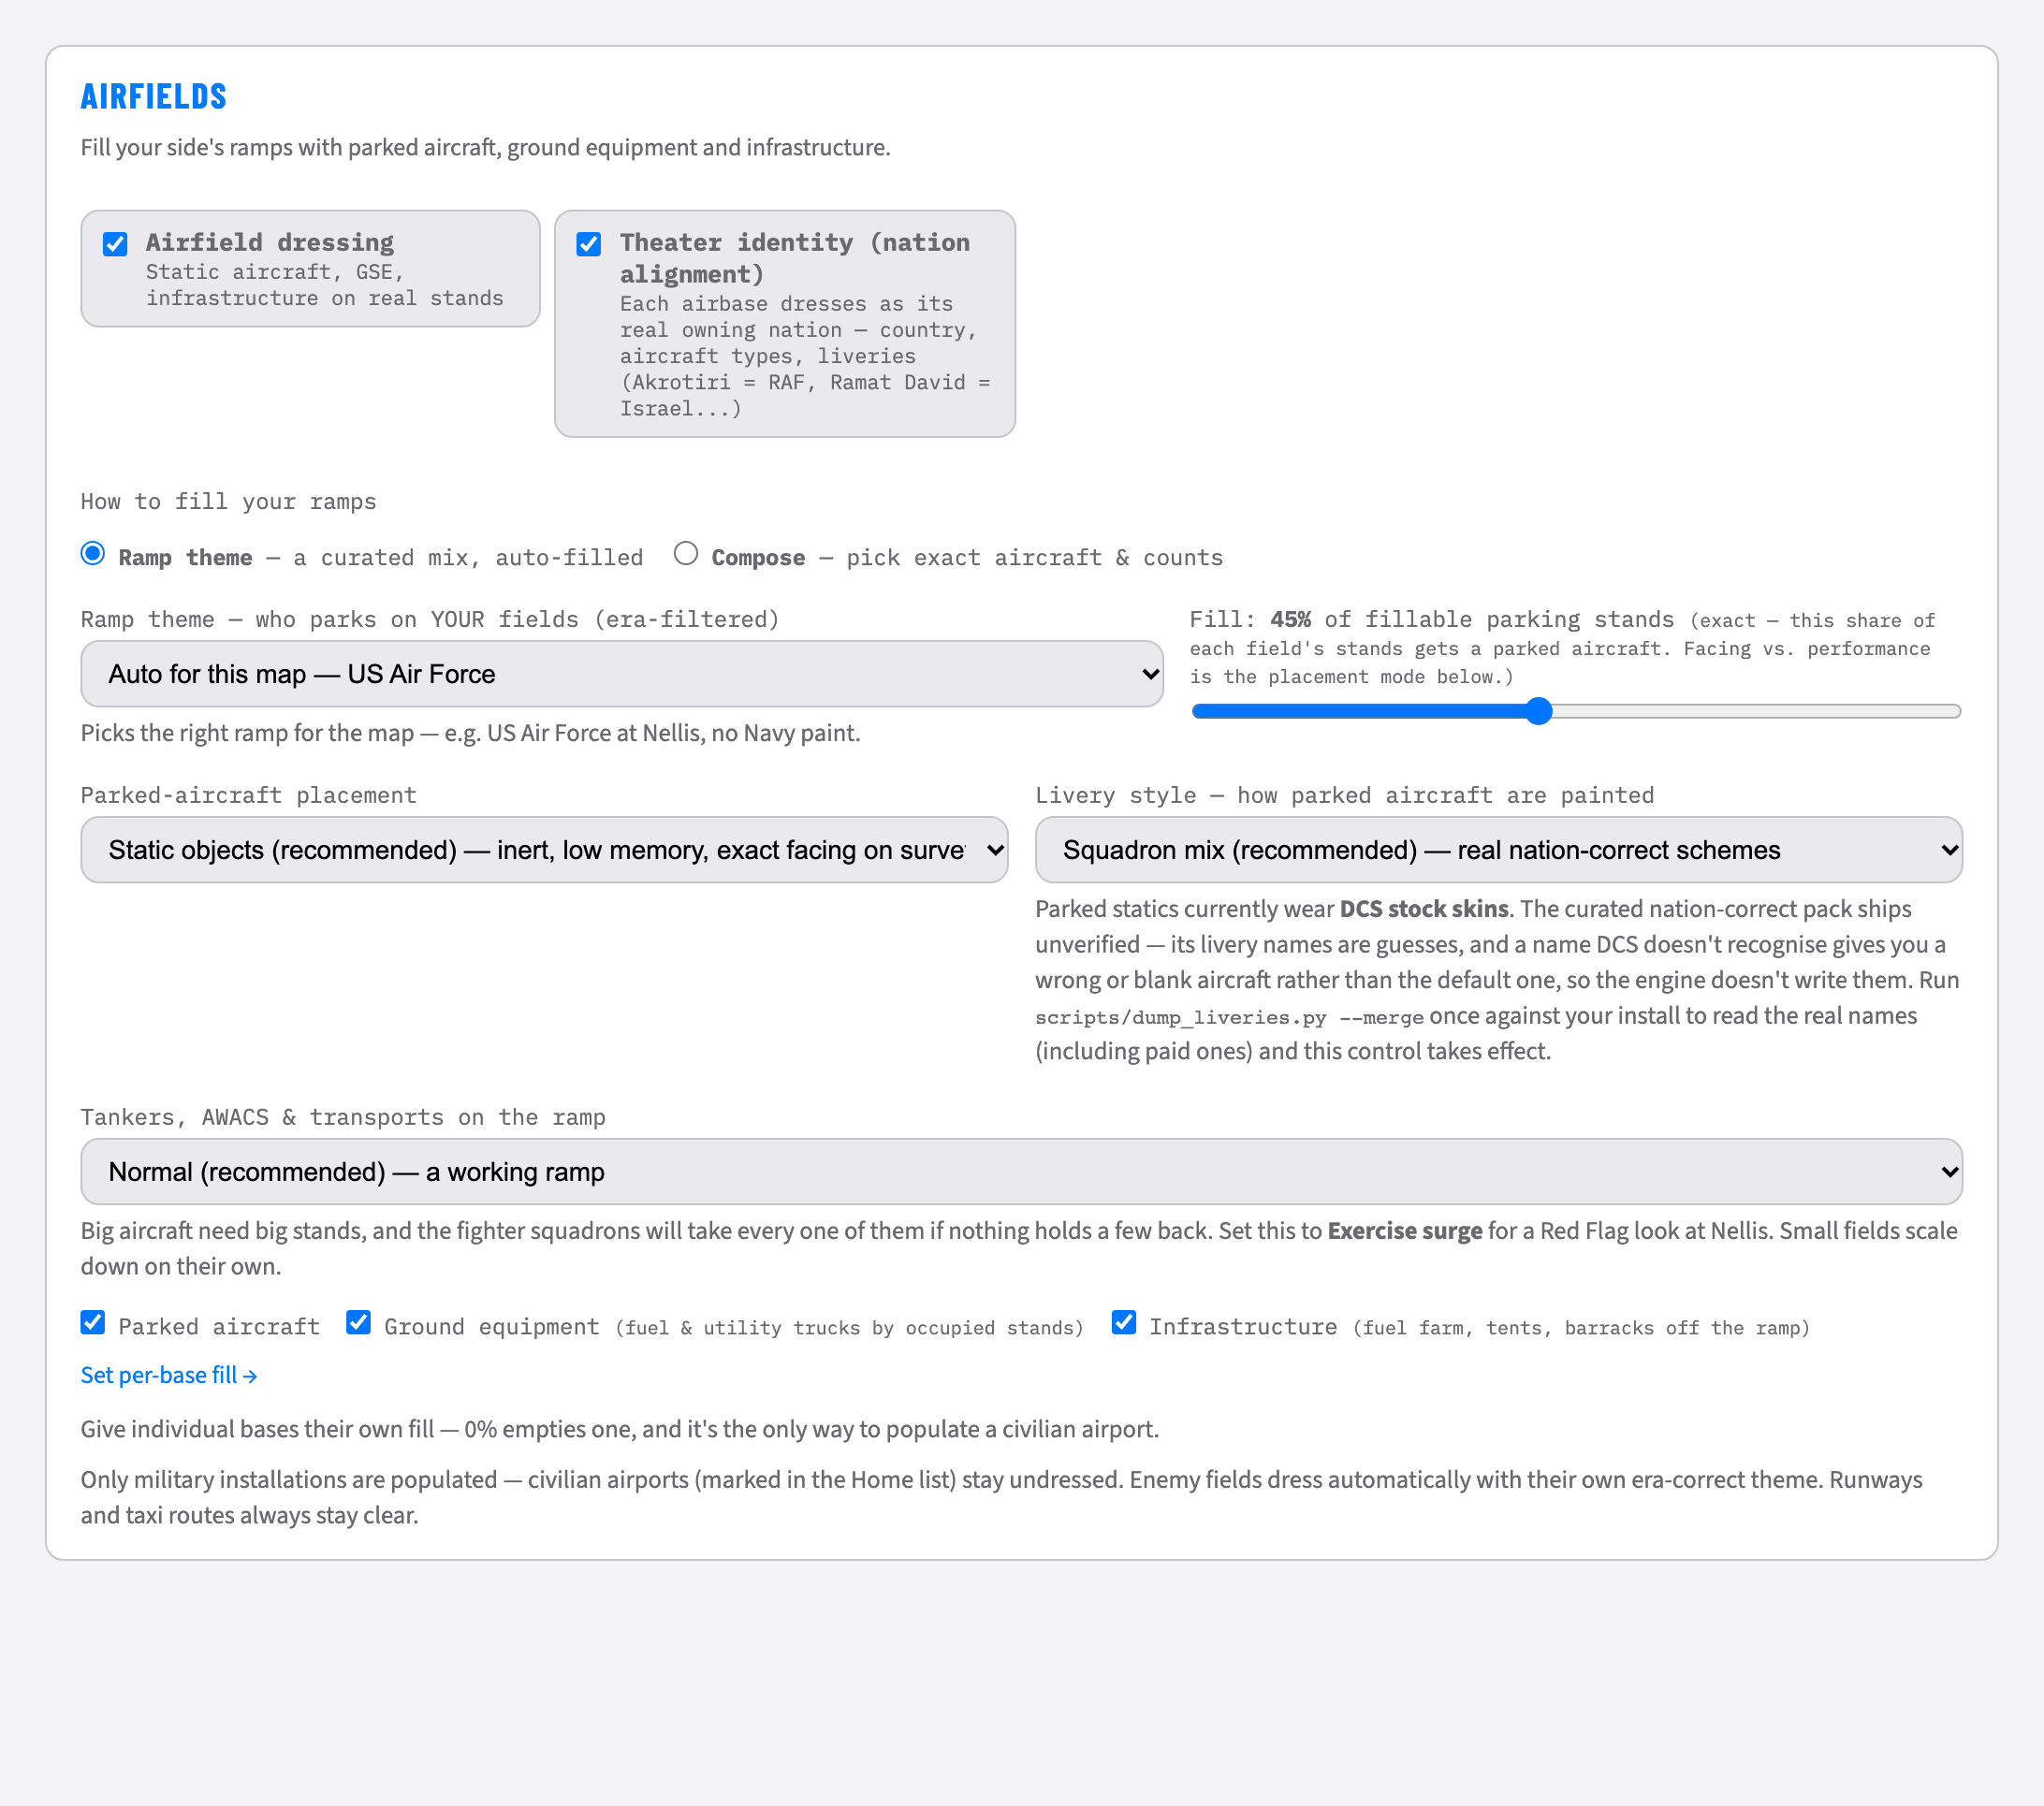 AIRFIELDS
Fill your side's ramps with parked aircraft, ground equipment and infrastructure.
Airfield dressing
Static aircraft, GSE,
infrastructure on real stands
Theater identity (nation
alignment)
Each airbase dresses as its
real owning nation — country,
aircraft types, liveries
(Akrotiri = RAF, Ramat David =
Israel...)
How to fill your ramps
Ramp theme — a curated mix, auto-filled
Compose — pick exact aircraft & counts
Ramp theme — who parks on YOUR fields (era-filtered)
Auto for this map — US Air Force
Picks the right ramp for the map — e.g. US Air Force at Nellis, no Navy paint.
Fill: 45% of fillable parking stands (exact — this share of
each field's stands gets a parked aircraft. Facing vs. performance
is the placement mode below.)
Parked-aircraft placement
Static objects (recommended) — inert, low memory, exact facing on surve
Livery style — how parked aircraft are painted
Squadron mix (recommended) — real nation-correct schemes
Parked statics currently wear DCS stock skins. The curated nation-correct pack ships
unverified — its livery names are guesses, and a name DCS doesn't recognise gives you a
wrong or blank aircraft rather than the default one, so the engine doesn't write them. Run
scripts/dump_liveries.py --merge once against your install to read the real names
(including paid ones) and this control takes effect.
Tankers, AWACS & transports on the ramp
Normal (recommended) — a working ramp
Big aircraft need big stands, and the fighter squadrons will take every one of them if nothing holds a few back. Set this to Exercise surge for a Red Flag look at Nellis. Small fields scale
down on their own.
Parked aircraft
Ground equipment (fuel & utility trucks by occupied stands)
Infrastructure (fuel farm, tents, barracks off the ramp)
Set per-base fill →
Give individual bases their own fill — 0% empties one, and it's the only way to populate a civilian airport.
Only military installations are populated — civilian airports (marked in the Home list) stay undressed. Enemy fields dress automatically with their own era-correct theme. Runways
and taxi routes always stay clear.